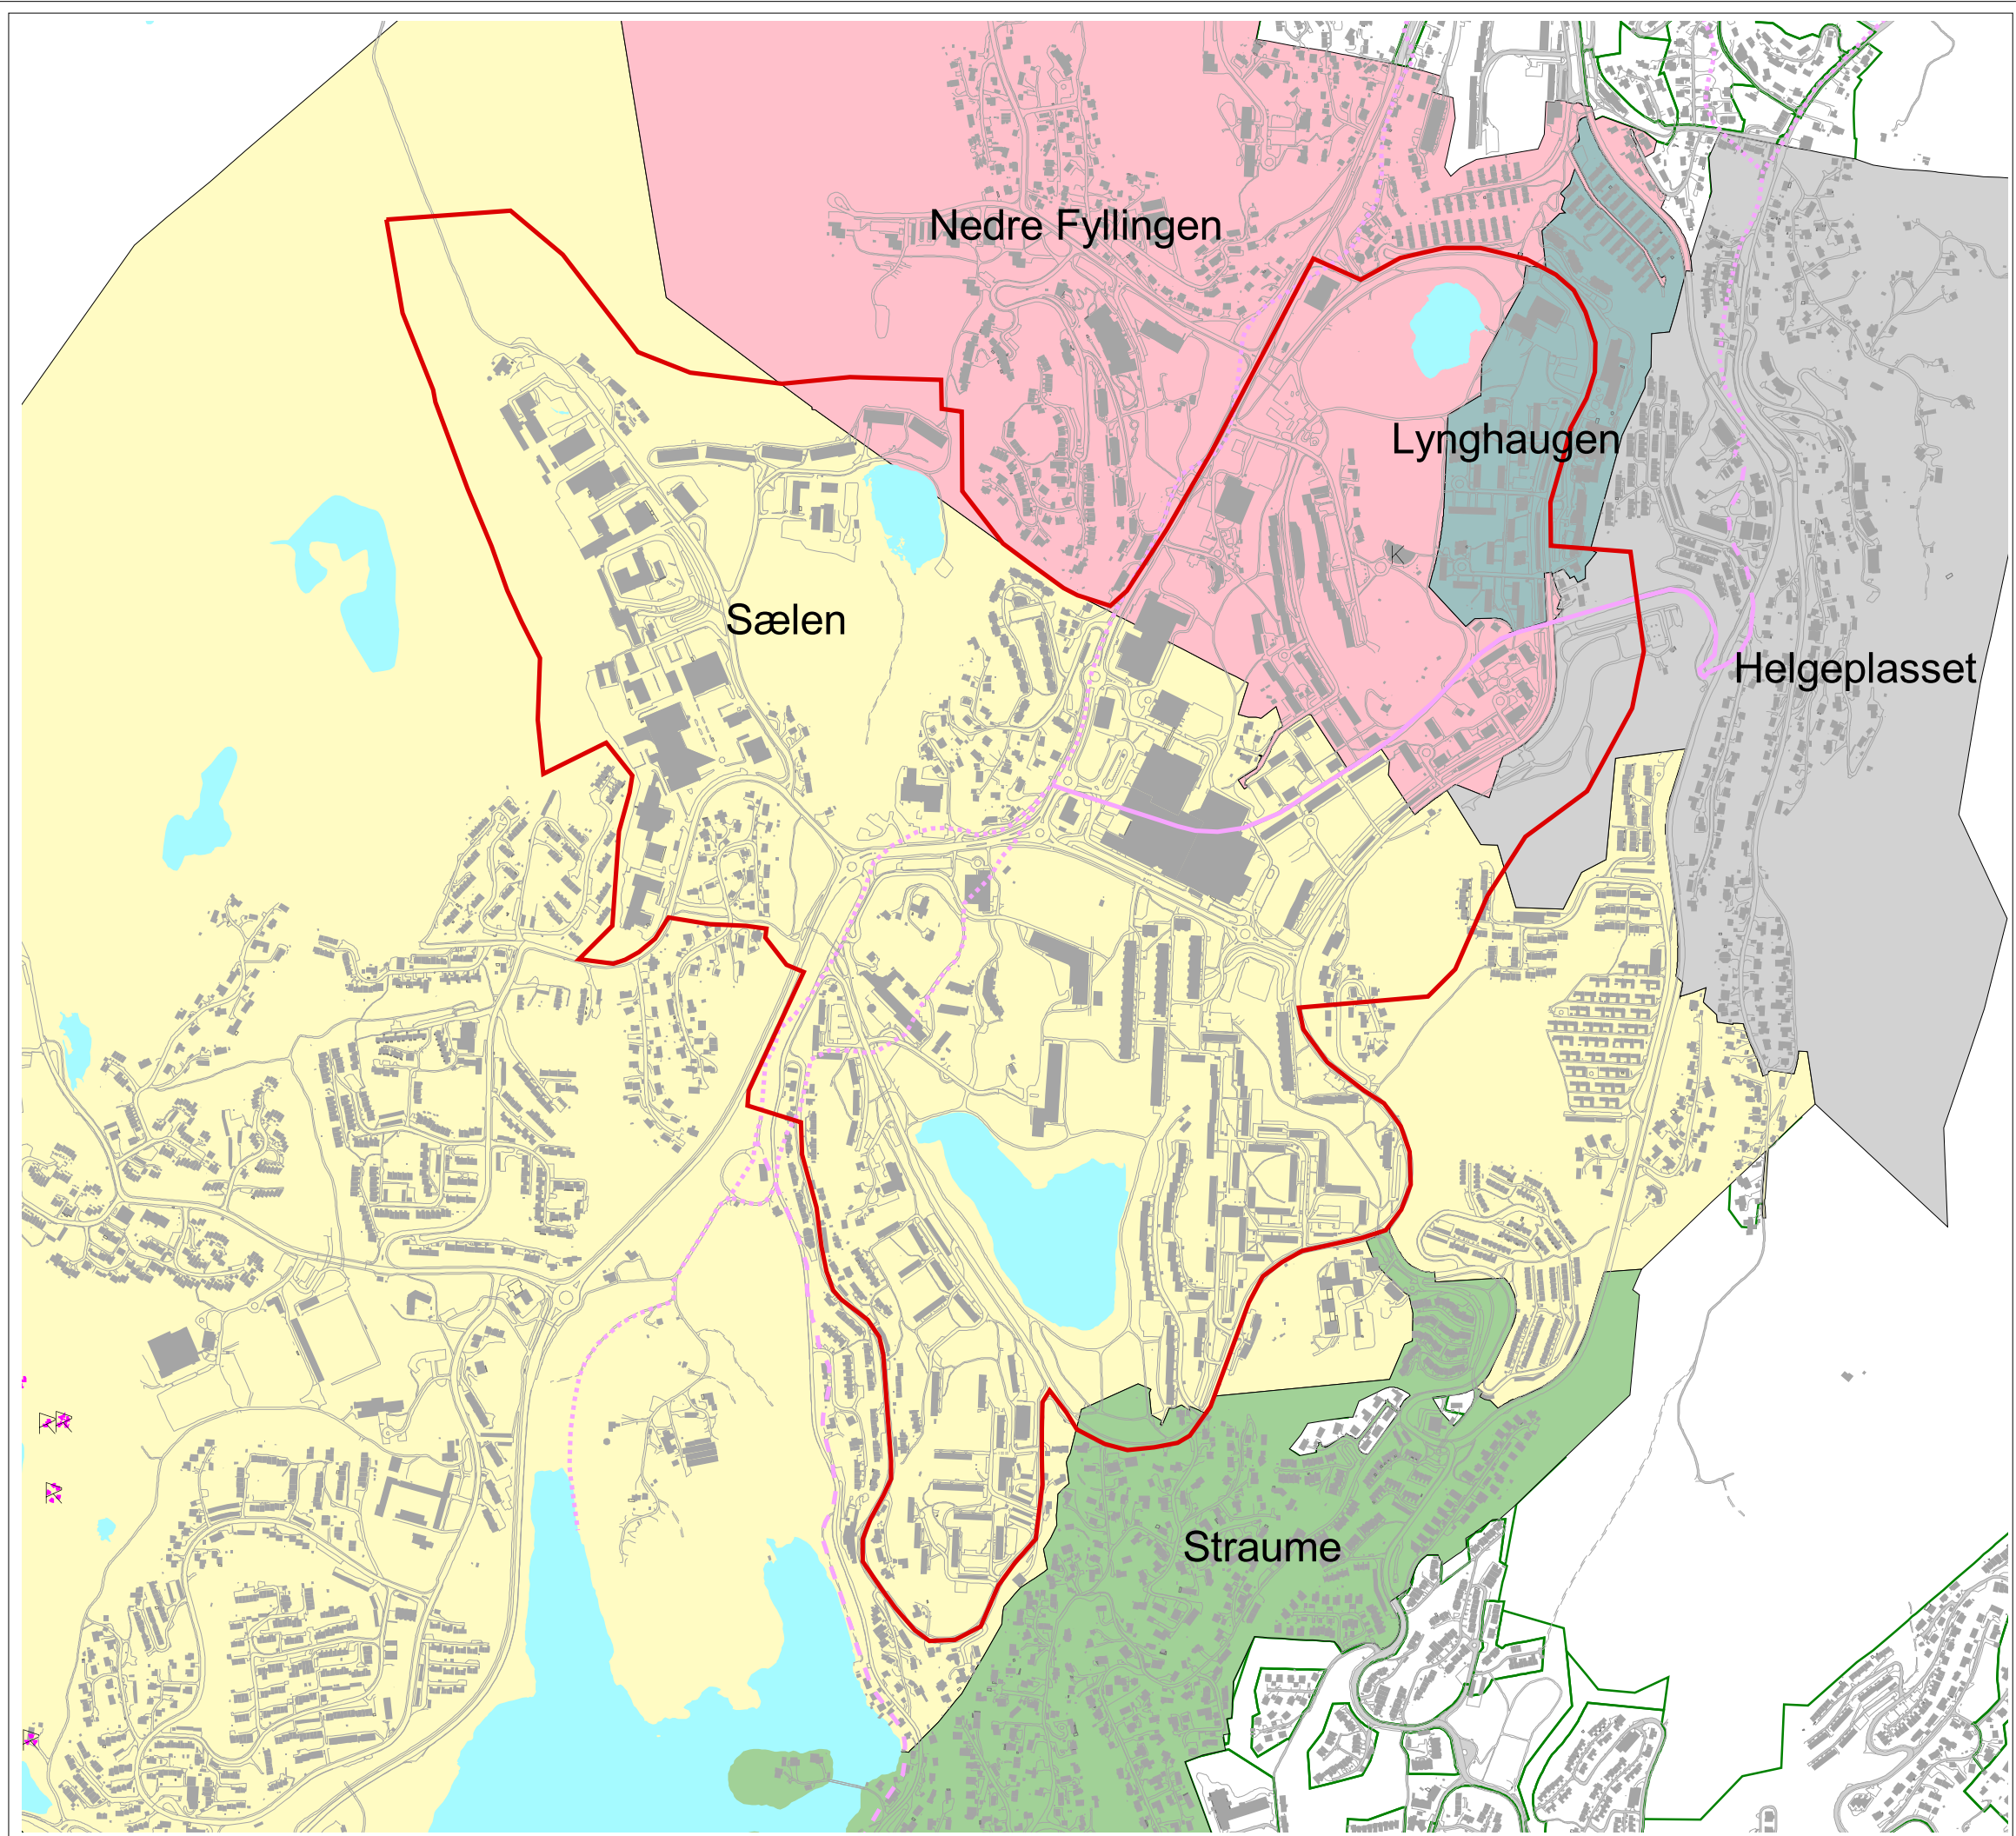 Nedre Fyllingen
Lynghaugen
K
Sælen
Helgeplasset
Straume